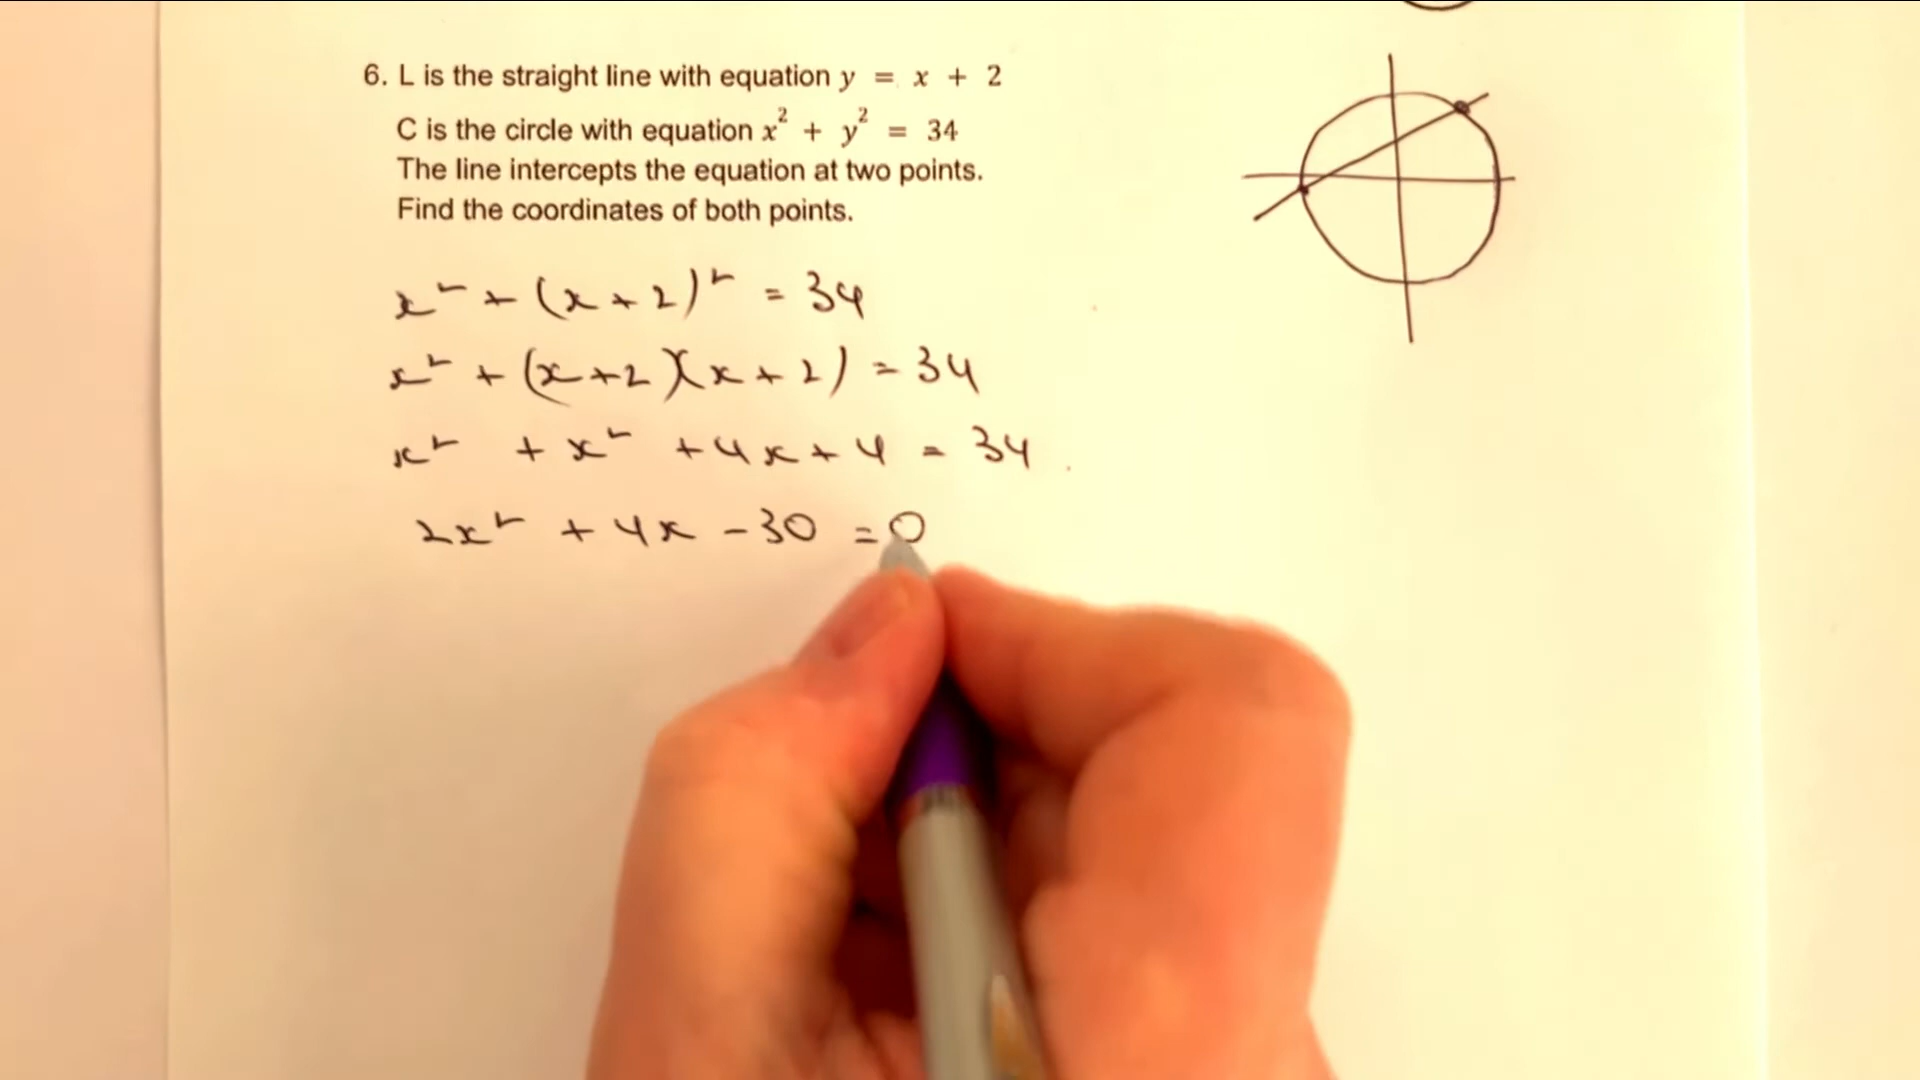 6. L is the straight line with equation y = x + 2
C is the circle with equation x² + y² = 34
The line intercepts the equation at two points.
Find the coordinates of both points.
x² + (x + 2)² = 34
x² + (x + 2)(x + 2) = 34
x² + x² + 4x + 4 = 34
2x² + 4x - 30 = 0